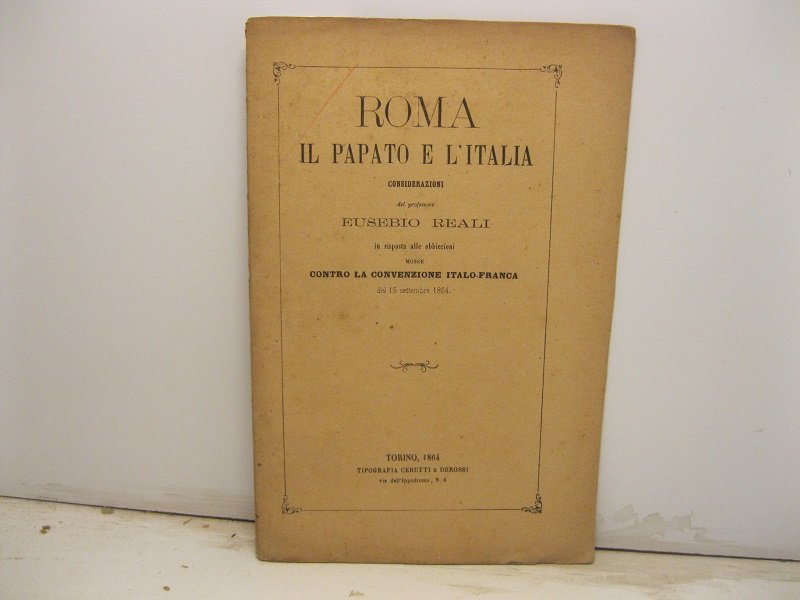 ROMA
IL PAPATO E L'ITALIA
CONSIDERAZIONI
del professore
EUSEBIO REALI
in risposta alle obbiezioni
MOSSE
CONTRO LA CONVENZIONE ITALO-FRANCA
del 15 settembre 1864.
TORINO, 1864
TIPOGRAFIA CERUTTI E DEROSSI
via dell'Ippodromo, N. 6